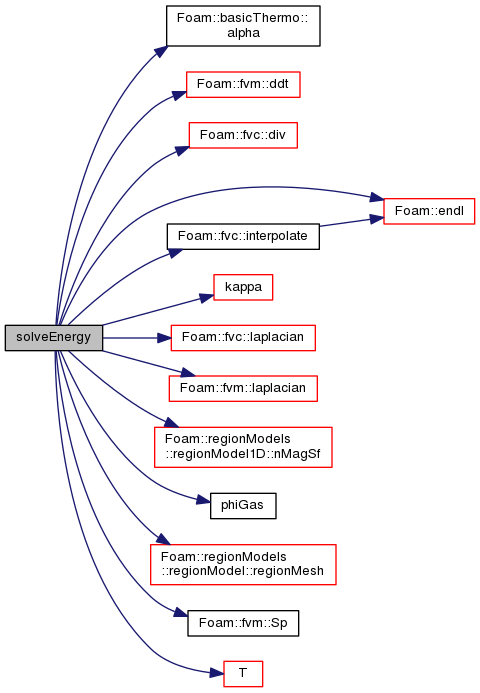 Foam::basicThermo::
alpha
Foam::fvm::ddt
Foam::fvc::div
Foam::endl
Foam::fvc::interpolate
kappa
solveEnergy
Foam::fvc::laplacian
Foam::fvm::laplacian
Foam::regionModels
::regionModel1D::nMagSf
phiGas
Foam::regionModels
::regionModel::regionMesh
Foam::fvm::Sp
T